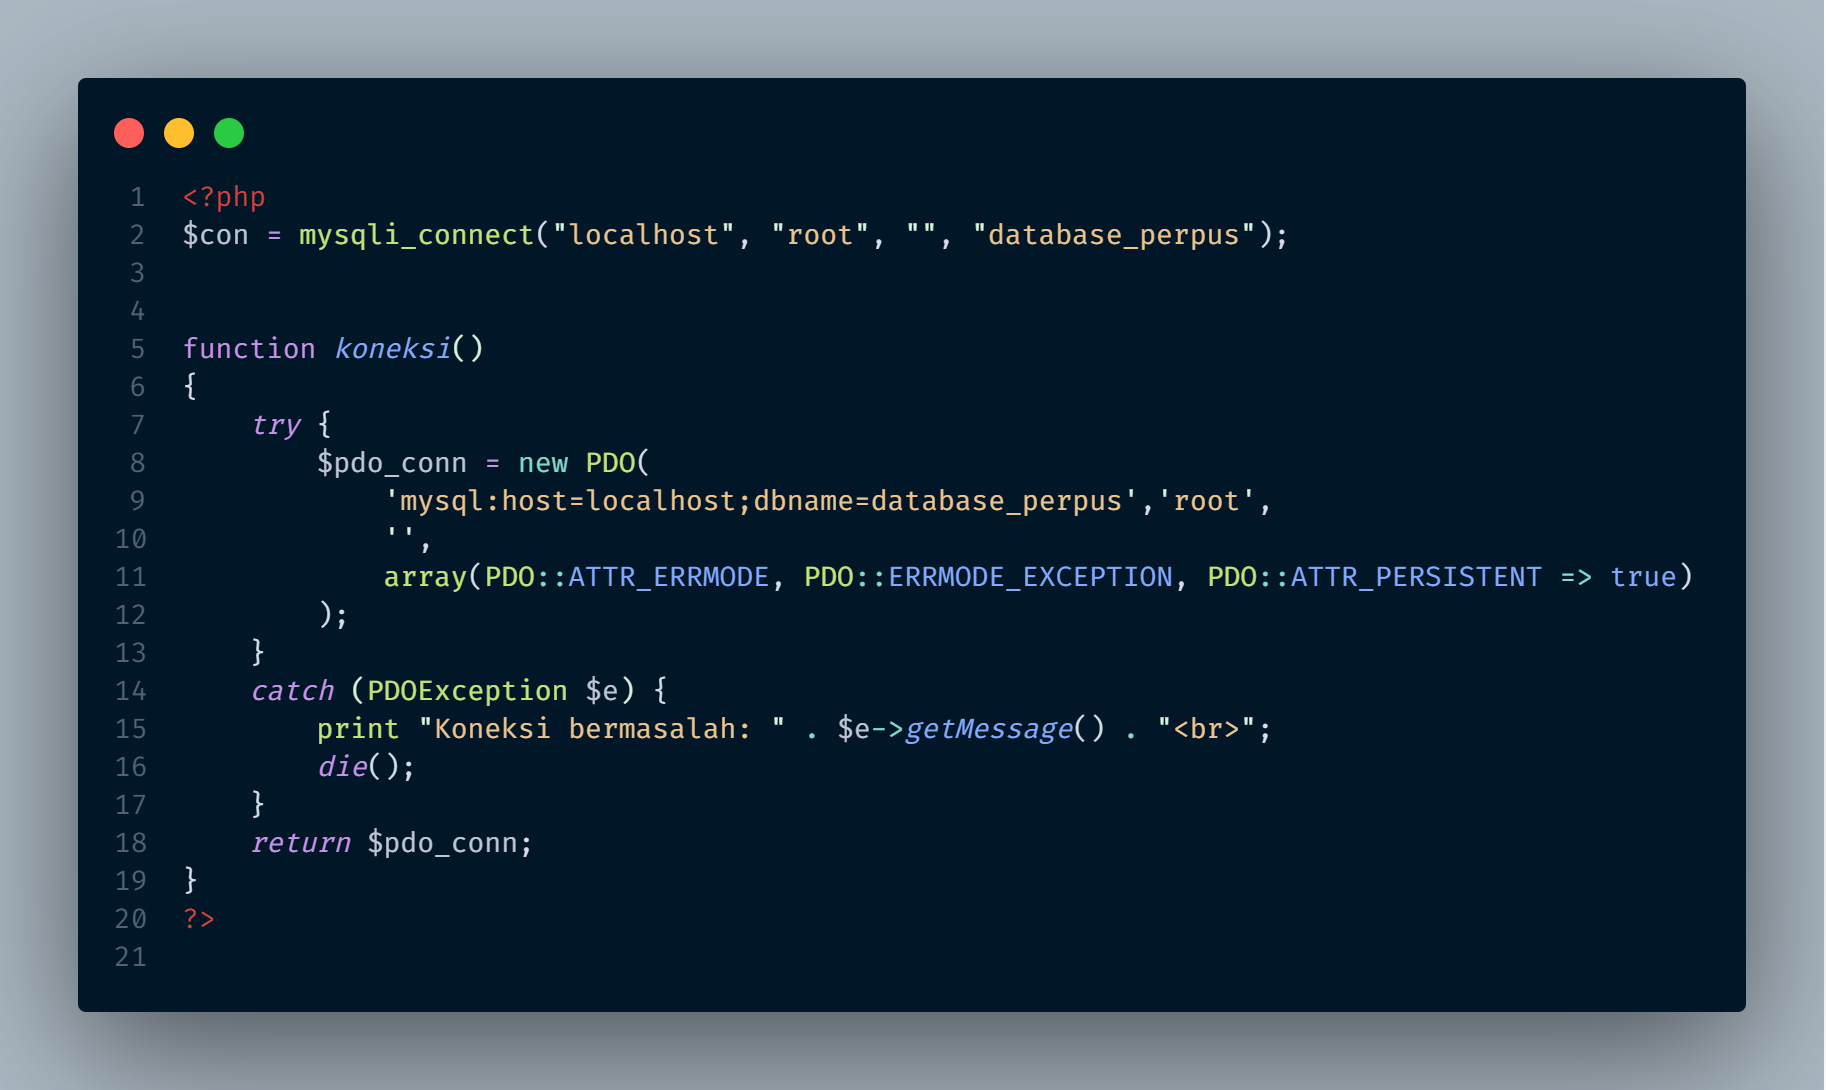 1 <?php
2 $con = mysqli_connect("localhost", "root", "", "database_perpus");
3
4
5 function koneksi()
6 {
7     try {
8         $pdo_conn = new PDO(
9             'mysql:host=localhost;dbname=database_perpus','root',
10             '',
11             array(PDO::ATTR_ERRMODE, PDO::ERRMODE_EXCEPTION, PDO::ATTR_PERSISTENT => true)
12         );
13     }
14     catch (PDOException $e) {
15         print "Koneksi bermasalah: " . $e->getMessage() . "<br>";
16         die();
17     }
18     return $pdo_conn;
19 }
20 ?>
21